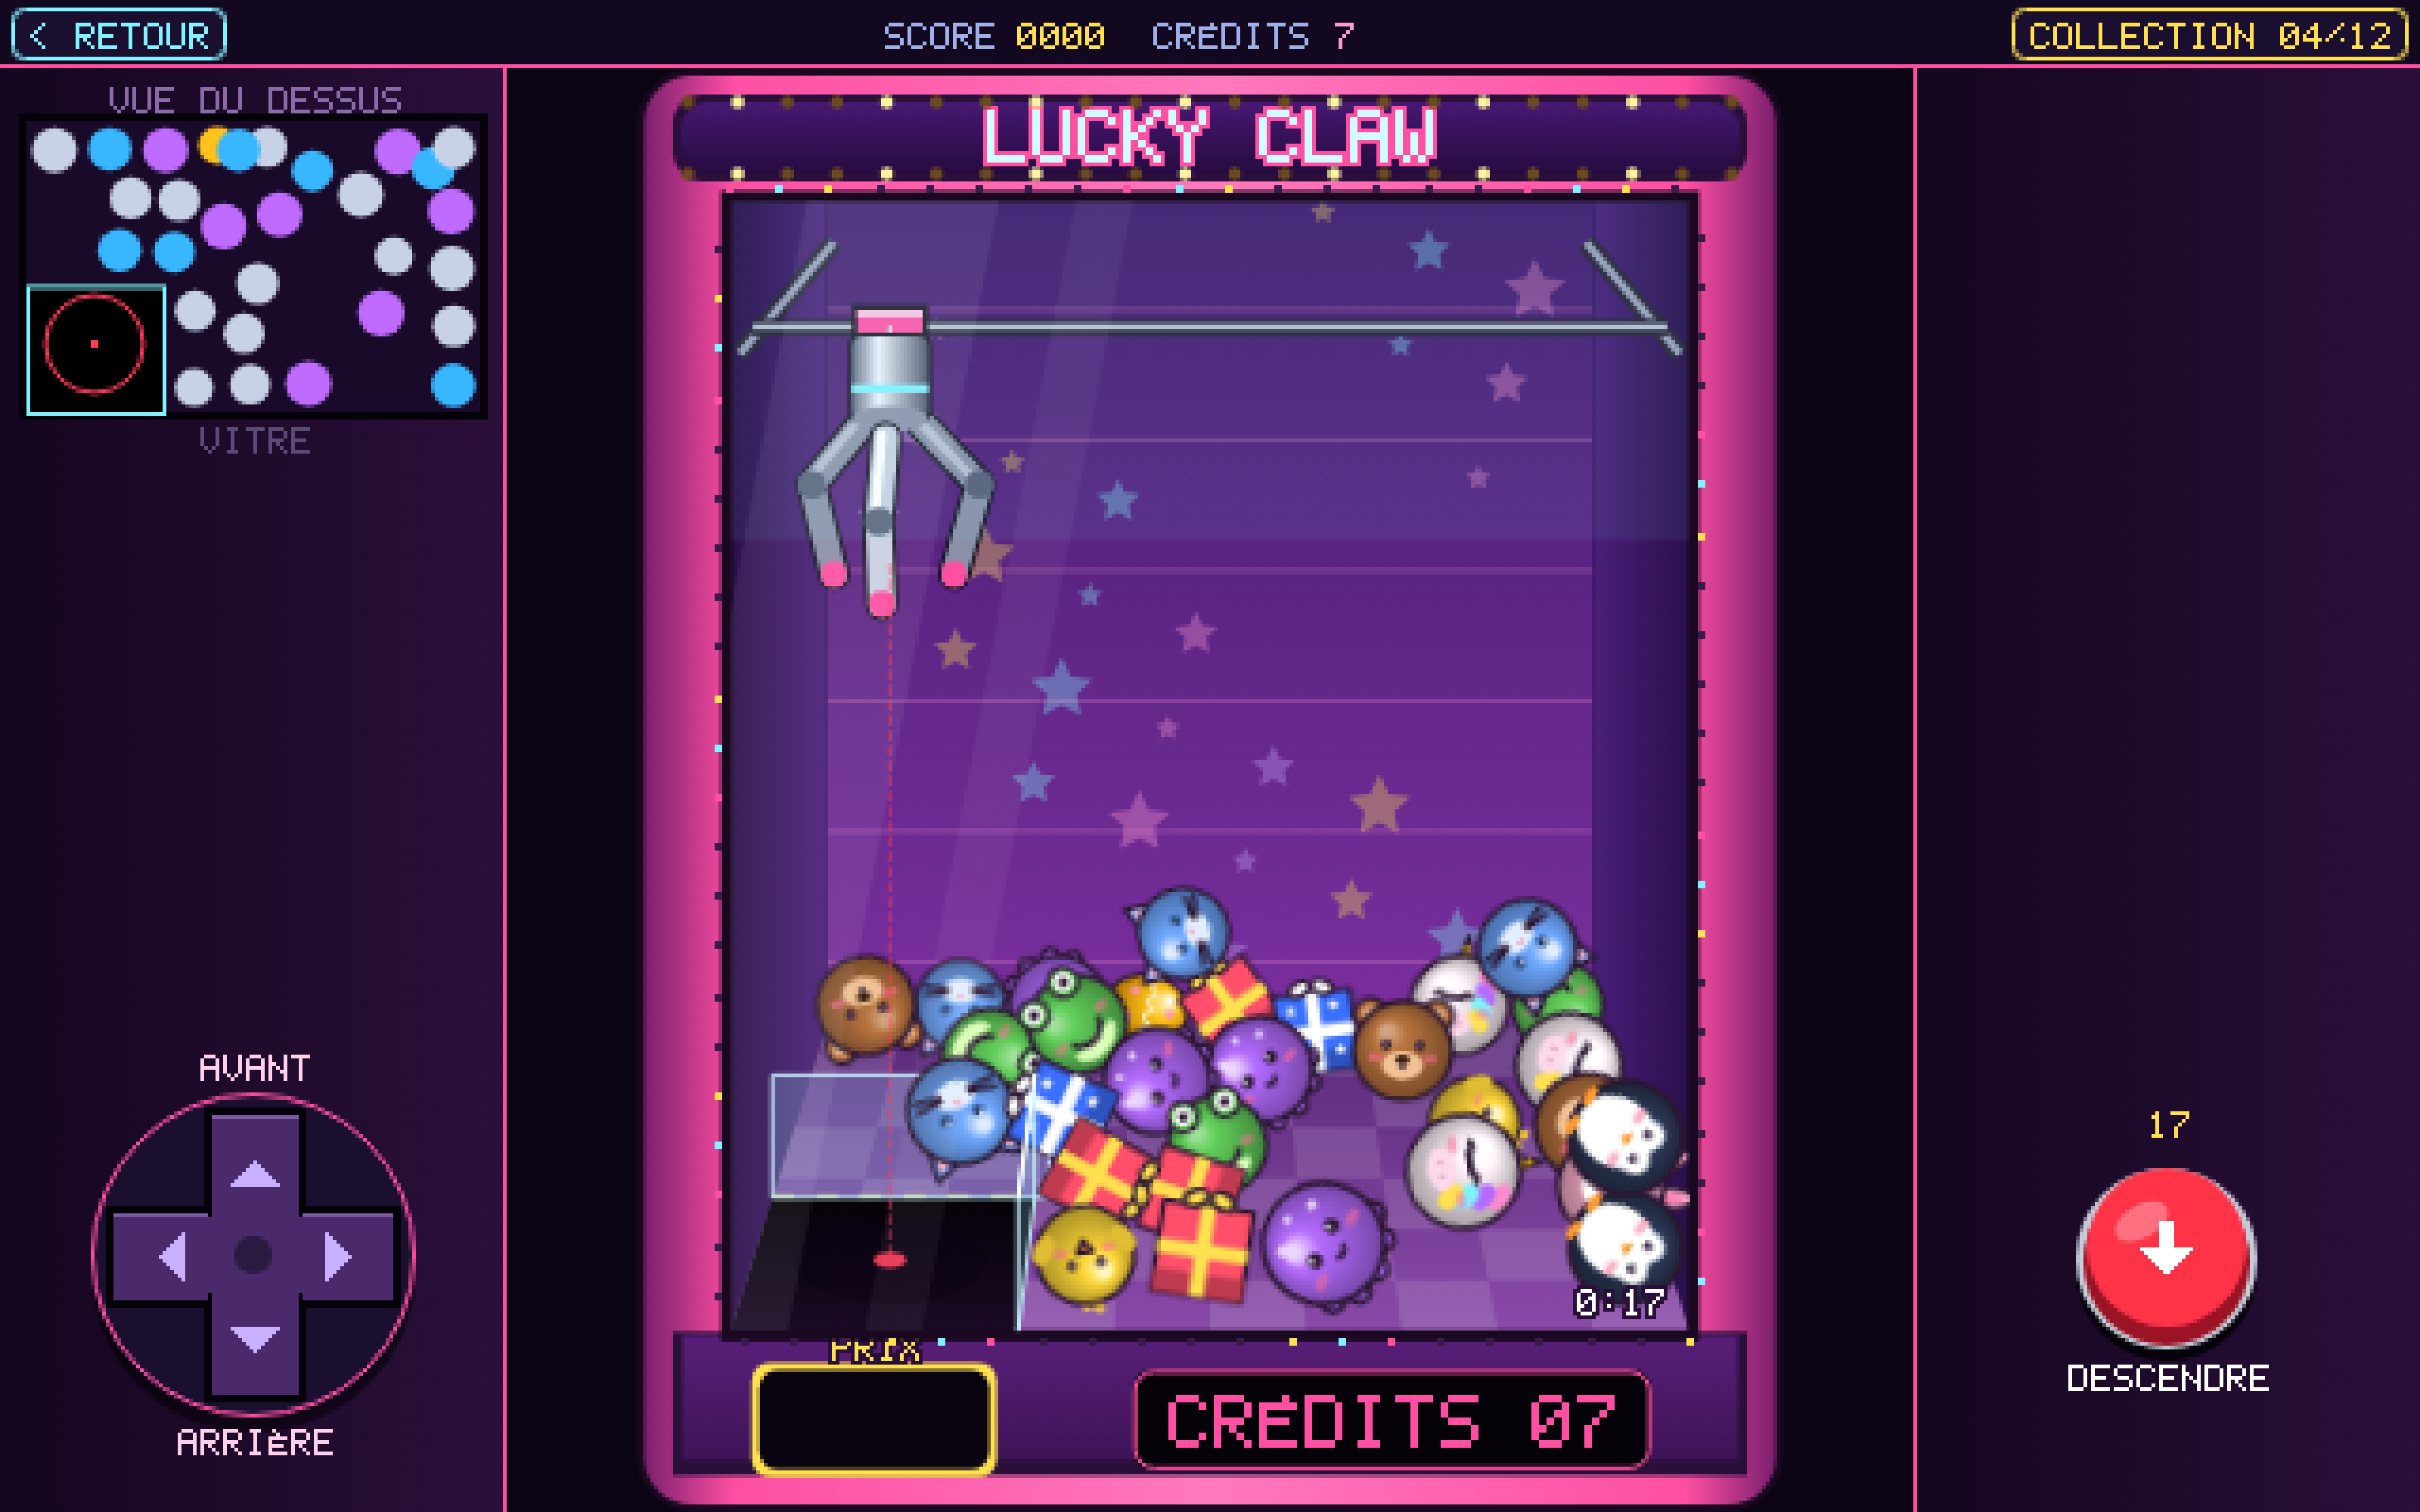 < RETOUR
SCORE 0000 CRÉDITS 7
COLLECTION 04/12
VUE DU DESSUS
VITRE
LUCKY CLAW
AVANT
ARRIÈRE
17
DESCENDRE
0:17
PRIX
CRÉDITS 07